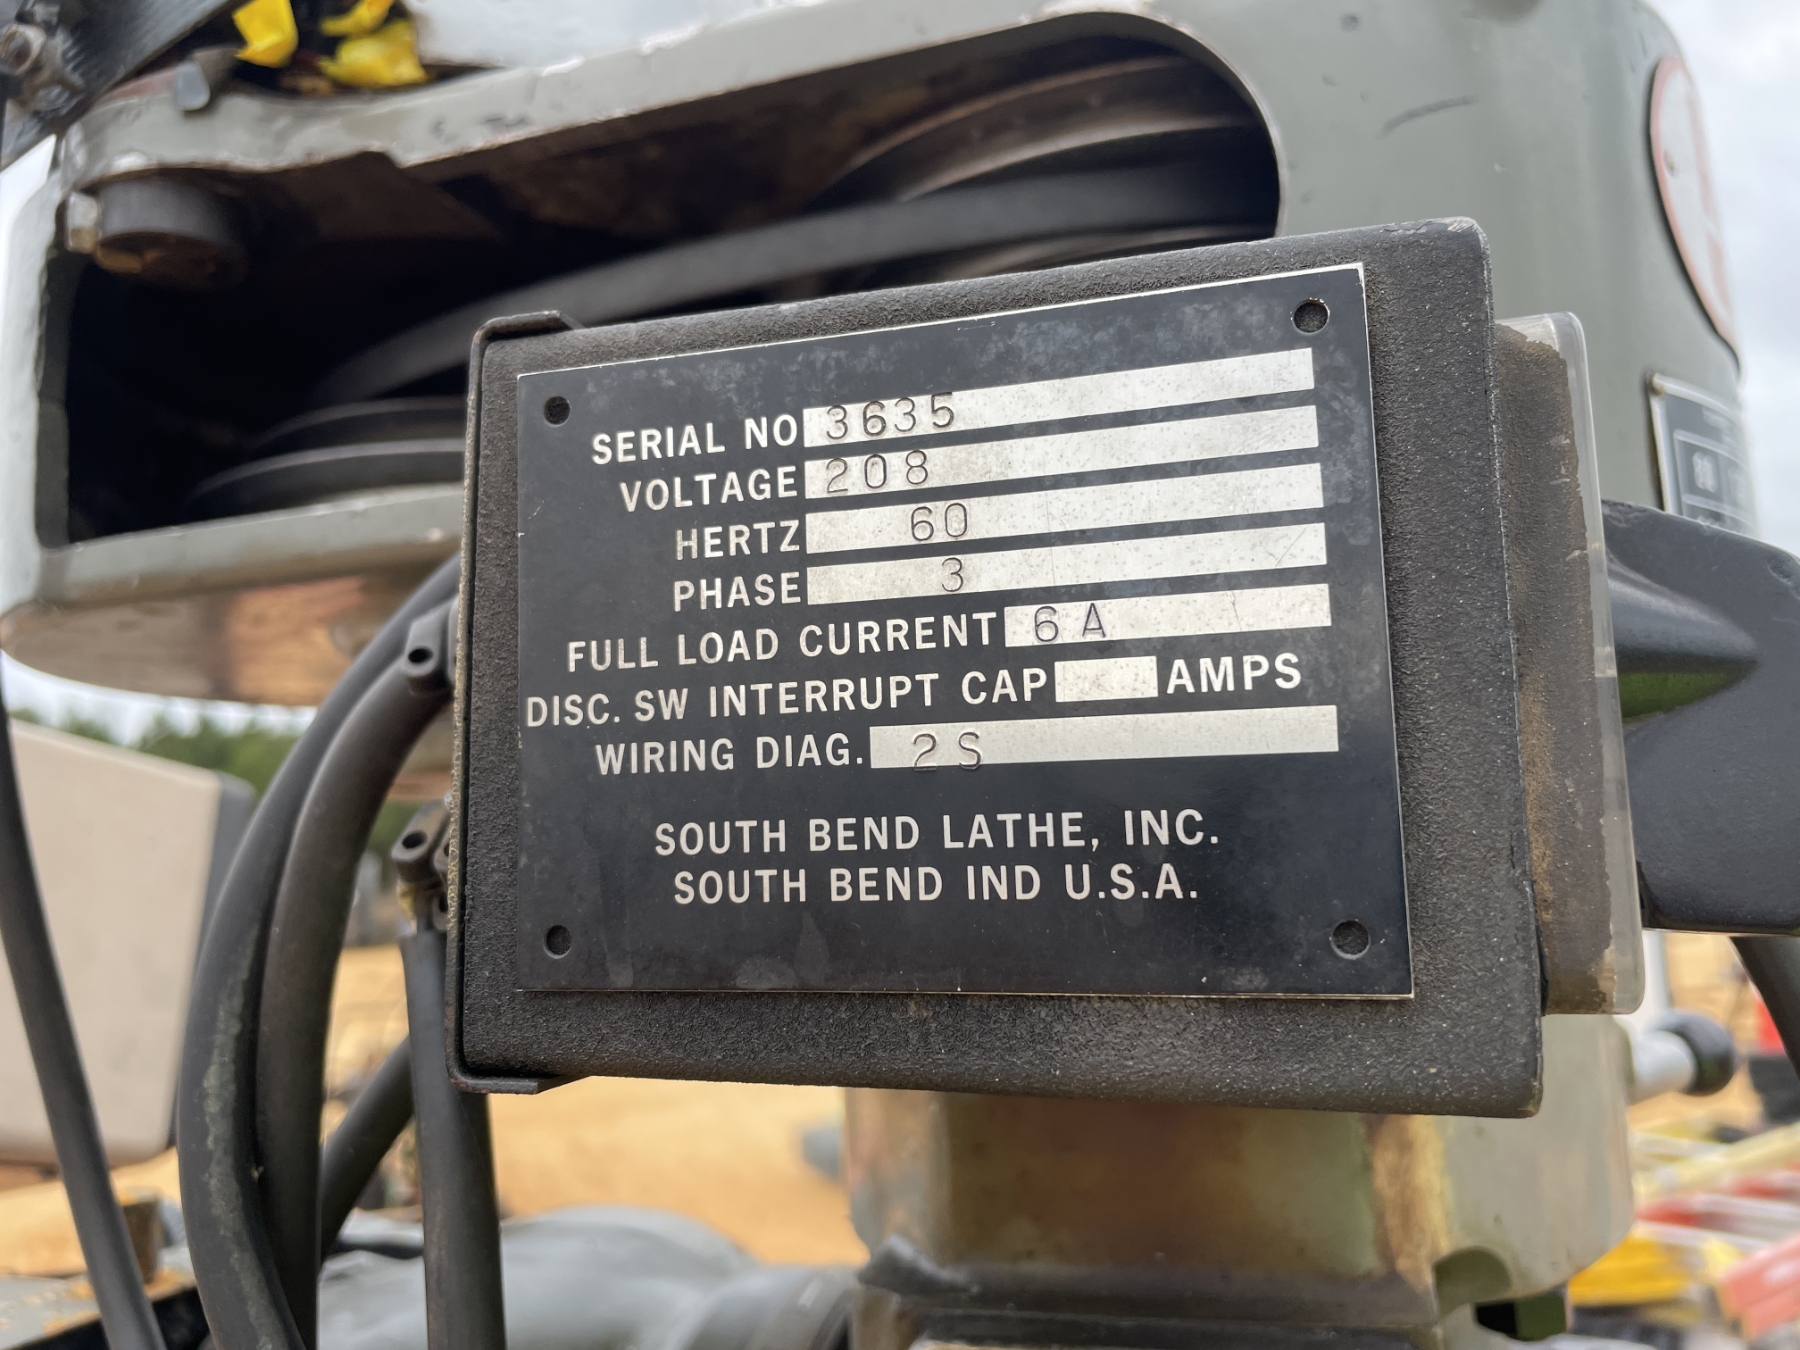 SERIAL NO 3635
VOLTAGE 208
HERTZ 60
PHASE 3
FULL LOAD CURRENT 6 A
DISC. SW INTERRUPT CAP AMPS
WIRING DIAG. 2 S
SOUTH BEND LATHE, INC.
SOUTH BEND IND U.S.A.